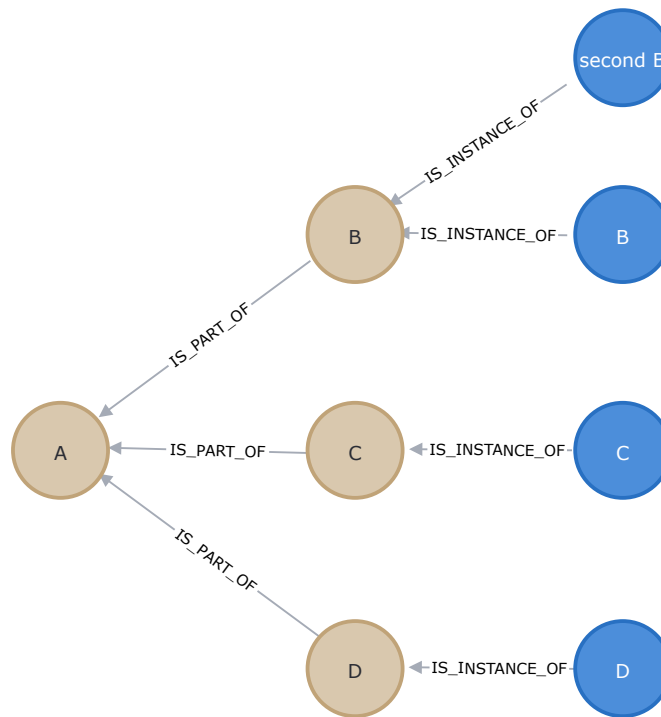 second B
IS_INSTANCE_OF
B
IS_INSTANCE_OF
B
IS_PART_OF
A
IS_PART_OF
C
IS_INSTANCE_OF
C
IS_PART_OF
D
IS_INSTANCE_OF
D